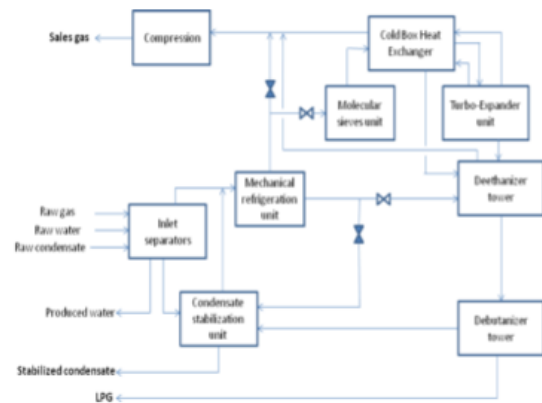 Sales gas
Compression
Cold Box Heat
Exchanger
Molecular
sieves unit
Turbo-Expander
unit
Mechanical
refrigeration
unit
Deethanizer
tower
Raw gas
Raw water
Raw condensate
Inlet
separators
Produced water
Condensate
stabilization
unit
Debutanizer
tower
Stabilized condensate
LPG